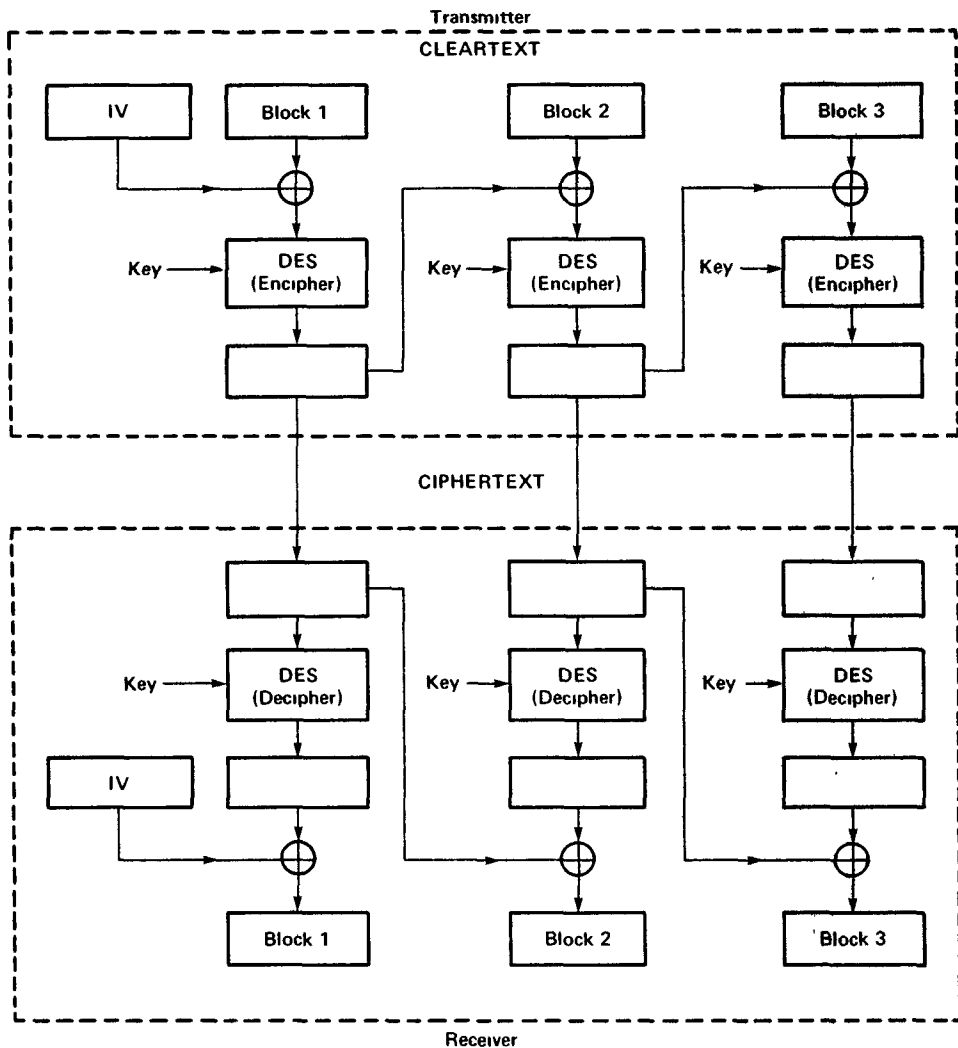 Transmitter
CLEARTEXT
IV
Block 1
Block 2
Block 3
Key
DES
(Encipher)
Key
DES
(Encipher)
Key
DES
(Encipher)
CIPHERTEXT
Key
DES
(Decipher)
Key
DES
(Decipher)
Key
DES
(Decipher)
IV
Block 1
Block 2
Block 3
Receiver